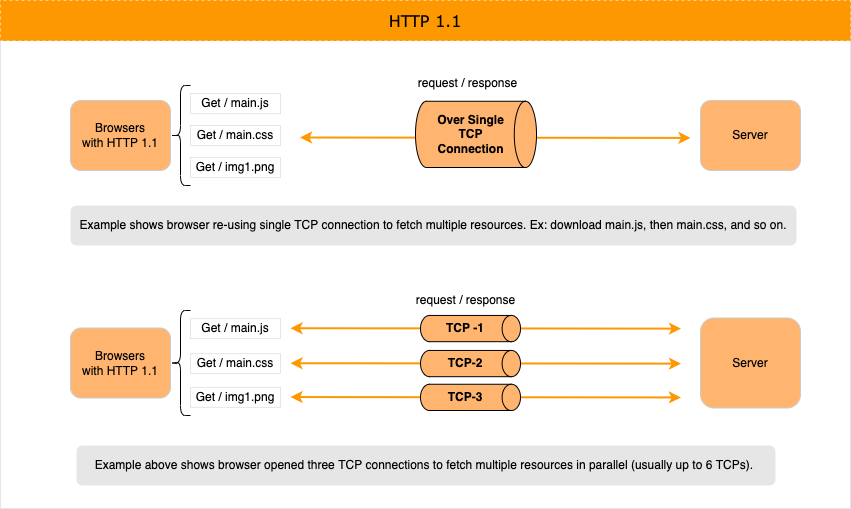 HTTP 1.1
request / response
Browsers
with HTTP 1.1
Get / main.js
Get / main.css
Get / img1.png
Over Single
TCP
Connection
Server
Example shows browser re-using single TCP connection to fetch multiple resources. Ex: download main.js, then main.css, and so on.
request / response
Browsers
with HTTP 1.1
Get / main.js
Get / main.css
Get / img1.png
TCP -1
TCP-2
TCP-3
Server
Example above shows browser opened three TCP connections to fetch multiple resources in parallel (usually up to 6 TCPs).